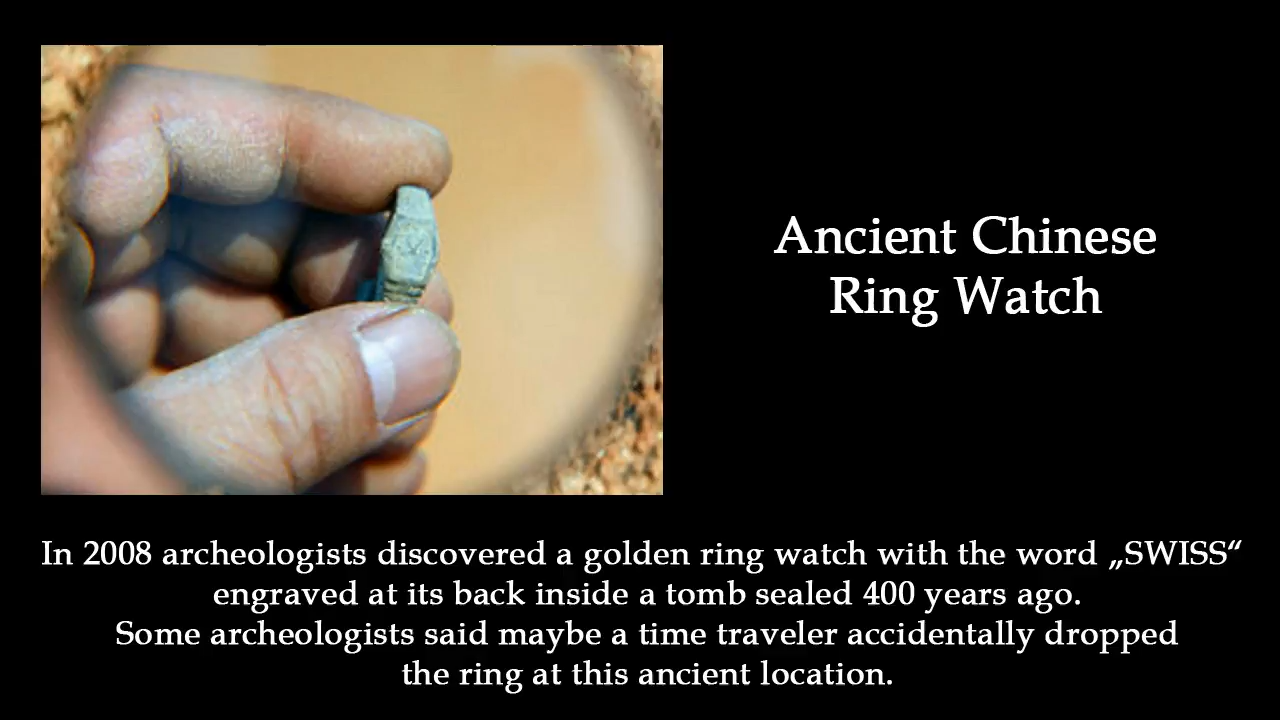 Ancient Chinese
Ring Watch
In 2008 archeologists discovered a golden ring watch with the word „SWISS“
engraved at its back inside a tomb sealed 400 years ago.
Some archeologists said maybe a time traveler accidentally dropped
the ring at this ancient location.